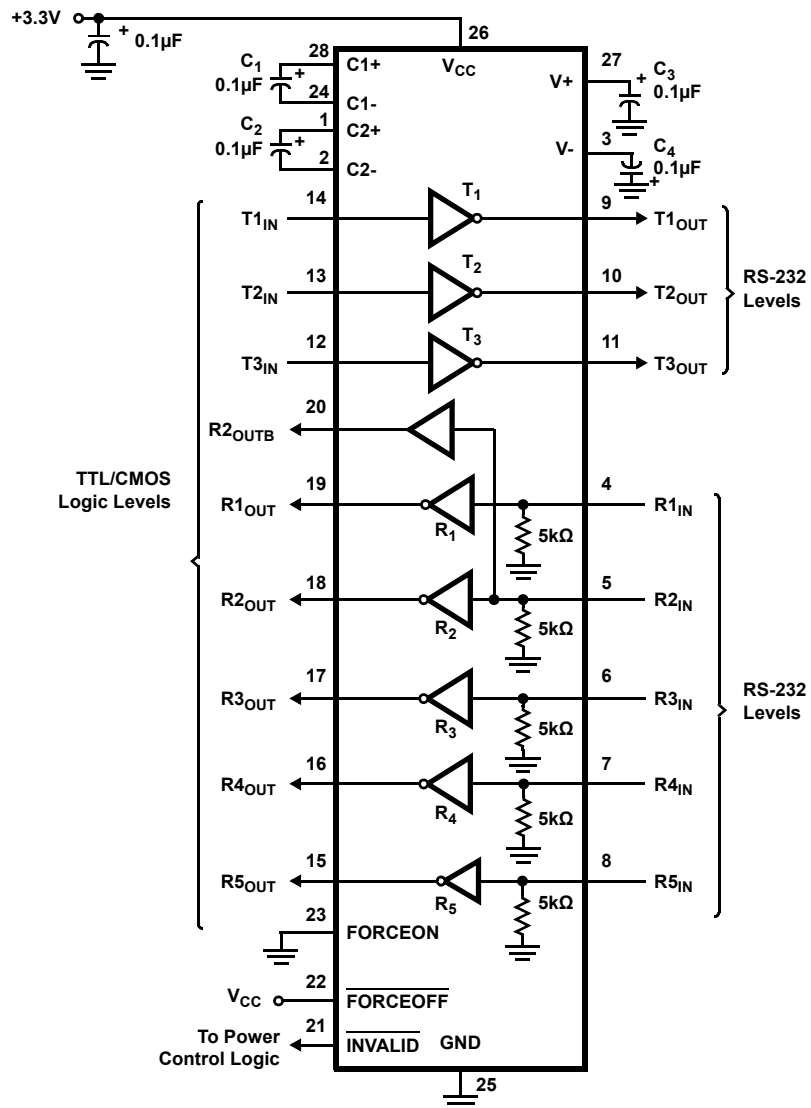 +3.3V
+ 0.1µF
26
28
C1+
VCC
27
C1
0.1µF
+
V+
+
C3
0.1µF
24
C1-
1
C2+
C2
0.1µF
+
3
V-
C4
0.1µF
+
2
C2-
14
T1
9
T1IN
T1OUT
13
T2
10
T2IN
T2OUT
RS-232
Levels
12
T3
11
T3IN
T3OUT
20
R2OUTB
TTL/CMOS
Logic Levels
19
4
R1OUT
R1IN
R1
5kΩ
18
5
R2OUT
R2IN
R2
5kΩ
17
6
R3OUT
R3IN
R3
5kΩ
RS-232
Levels
16
7
R4OUT
R4IN
R4
5kΩ
15
8
R5OUT
R5IN
R5
5kΩ
23
FORCEON
22
VCC
FORCEOFF
21
To Power
Control Logic
INVALID
GND
25